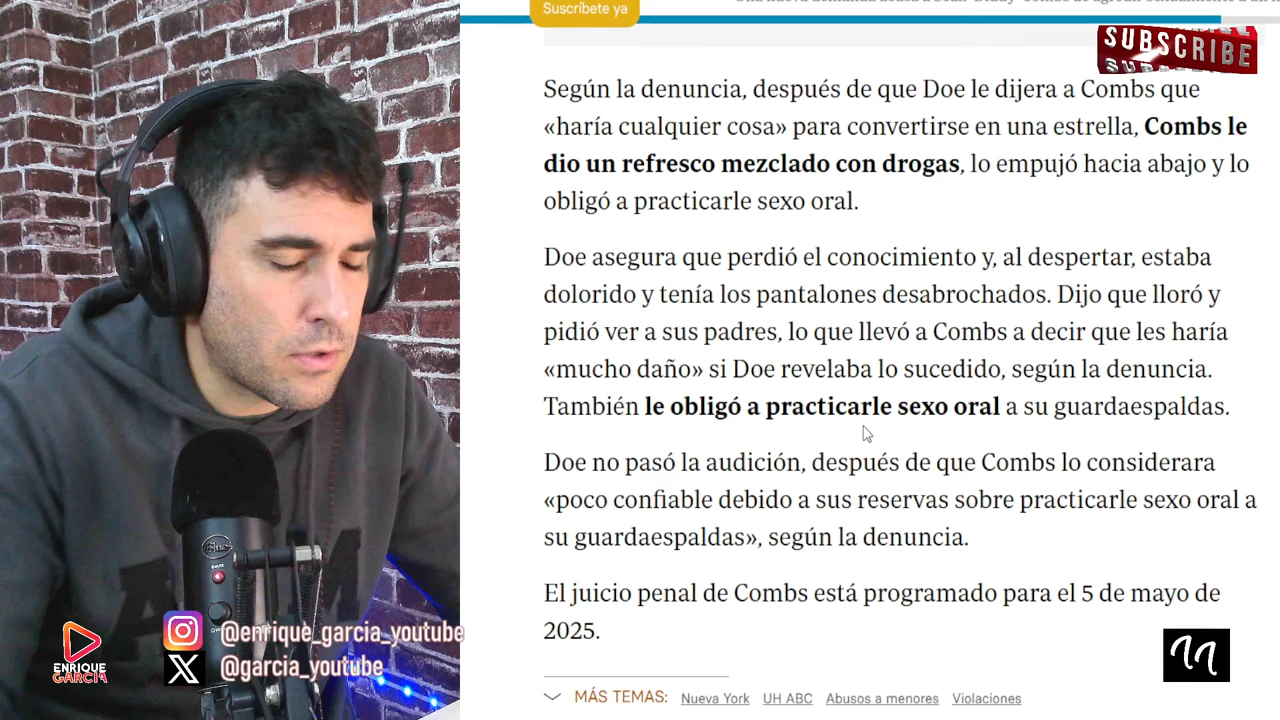 Suscríbete ya
SUBSCRIBE
Según la denuncia, después de que Doe le dijera a Combs que
«haría cualquier cosa» para convertirse en una estrella, Combs le
dio un refresco mezclado con drogas, lo empujó hacia abajo y lo
obligó a practicarle sexo oral.
Doe asegura que perdió el conocimiento y, al despertar, estaba
dolorido y tenía los pantalones desabrochados. Dijo que lloró y
pidió ver a sus padres, lo que llevó a Combs a decir que les haría
«mucho daño» si Doe revelaba lo sucedido, según la denuncia.
También le obligó a practicarle sexo oral a su guardaespaldas.
Doe no pasó la audición, después de que Combs lo considerara
«poco confiable debido a sus reservas sobre practicarle sexo oral a
su guardaespaldas», según la denuncia.
El juicio penal de Combs está programado para el 5 de mayo de
2025.
MÁS TEMAS: Nueva York UH ABC Abusos a menores Violaciones
Blue
@enrique_garcia_youtube
@garcia_youtube
ENRIQUE
GARCIA